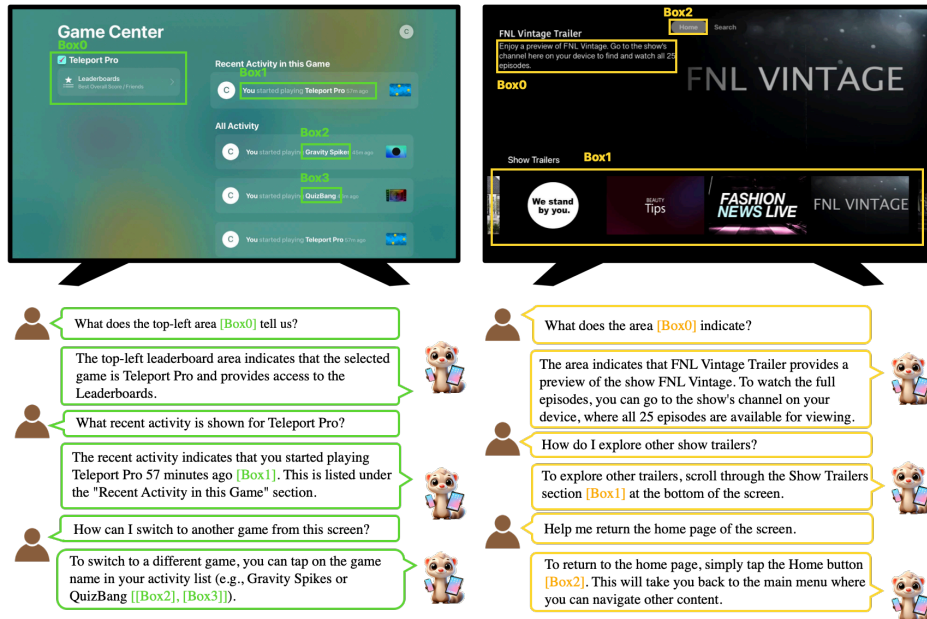 Game Center
Box0
Teleport Pro
Leaderboards
Best Overall Score | Friends
C
Recent Activity in this Game
Box1
C
You started playing Teleport Pro 57m ago
All Activity
Box2
C
You started playing Gravity Spikes ago
Box3
C
You started playing QuizBang ago
C
You started playing Teleport Pro 57m ago
What does the top-left area [Box0] tell us?
The top-left leaderboard area indicates that the selected
game is Teleport Pro and provides access to the
Leaderboards.
What recent activity is shown for Teleport Pro?
The recent activity indicates that you started playing
Teleport Pro 57 minutes ago [Box1]. This is listed under
the "Recent Activity in this Game" section.
How can I switch to another game from this screen?
To switch to a different game, you can tap on the game
name in your activity list (e.g., Gravity Spikes or
QuizBang [[Box2], [Box3]]).
Box2
Home
Search
FNL Vintage Trailer
Enjoy a preview of FNL Vintage. Go to the show's
channel here on your device to find and watch all 25
episodes.
Box0
FNL VINTAGE
Show Trailers
Box1
We stand
by you.
BEAUTY
Tips
FASHION
NEWS LIVE
FNL VINTAGE
What does the area [Box0] indicate?
The area indicates that FNL Vintage Trailer provides a
preview of the show FNL Vintage. To watch the full
episodes, you can go to the show's channel on your
device, where all 25 episodes are available for viewing.
How do I explore other show trailers?
To explore other trailers, scroll through the Show Trailers
section [Box1] at the bottom of the screen.
Help me return the home page of the screen.
To return to the home page, simply tap the Home button
[Box2]. This will take you back to the main menu where
you can navigate other content.